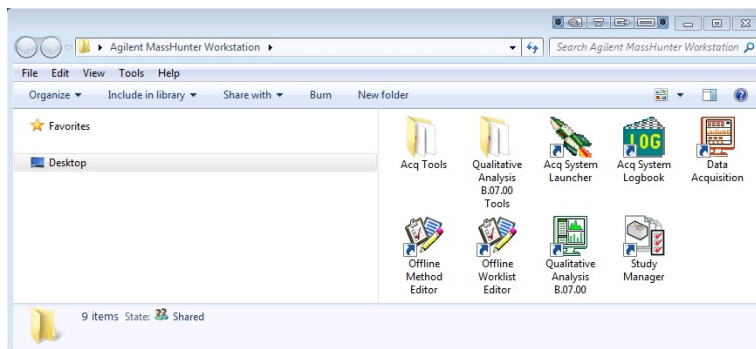 Agilent MassHunter Workstation
Search Agilent MassHunter Workstation
File Edit View Tools Help
Organize Include in library Share with Burn New folder
Favorites
Desktop
Acq Tools
Qualitative
Analysis
B.07.00
Tools
Acq System
Launcher
LOG
Acq System
Logbook
Data
Acquisition
Offline
Method
Editor
Offline
Worklist
Editor
Qualitative
Analysis
B.07.00
Study
Manager
9 items State: Shared